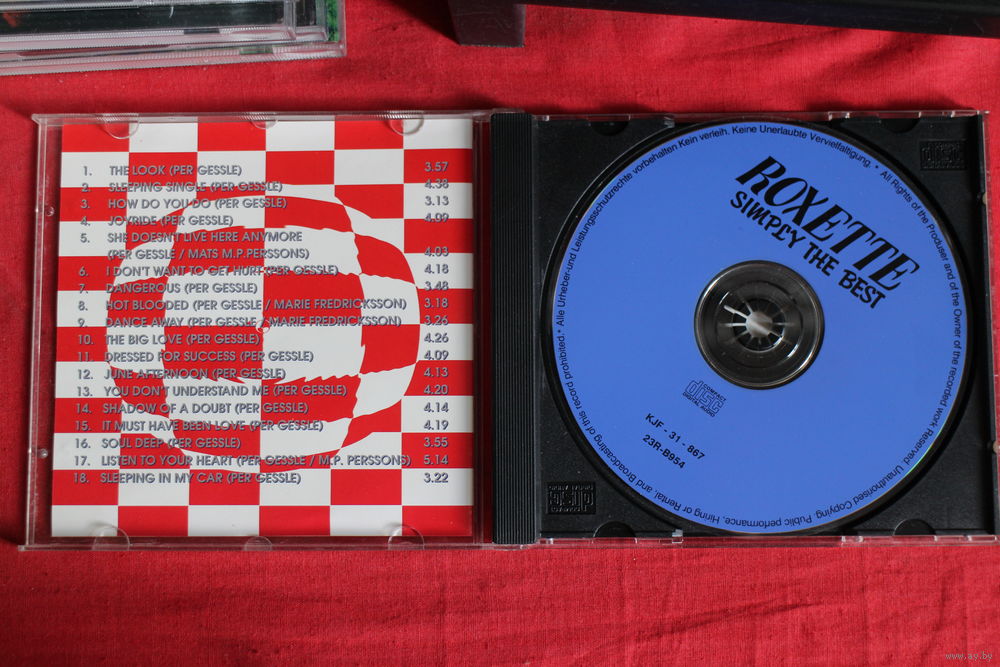 1. THE LOOK (PER GESSLE) 3.57
2. SLEEPING SINGLE (PER GESSLE) 4.38
3. HOW DO YOU DO (PER GESSLE) 3.13
4. JOYRIDE (PER GESSLE) 4.09
5. SHE DOESN'T LIVE HERE ANYMORE
(PER GESSLE / MATS M.P.PERSSONS) 4.03
6. I DON'T WANT TO GET HURT (PER GESSLE) 4.18
7. DANGEROUS (PER GESSLE) 3.48
8. HOT BLOODED (PER GESSLE / MARIE FREDRICKSSON) 3.18
9. DANCE AWAY (PER GESSLE / MARIE FREDRICKSSON) 3.26
10. THE BIG LOVE (PER GESSLE) 4.26
11. DRESSED FOR SUCCESS (PER GESSLE) 4.09
12. JUNE AFTERNOON (PER GESSLE) 4.13
13. YOU DON'T UNDERSTAND ME (PER GESSLE) 4.20
14. SHADOW OF A DOUBT (PER GESSLE) 4.14
15. IT MUST HAVE BEEN LOVE (PER GESSLE) 4.19
16. SOUL DEEP (PER GESSLE) 3.55
17. LISTEN TO YOUR HEART (PER GESSLE / M.P. PERSSONS) 5.14
18. SLEEPING IN MY CAR (PER GESSLE) 3.22
ROXETTE
SIMPLY THE BEST
COMPACT
disc
DIGITAL AUDIO
KJF - 31 - 867
23R-B954
* Alle Urheber-und Leistungsschutzrechte vorbehalten Kein verleih. Keine Unerlaubte Vervielfaltigung. * All Rights of the Produser and of the Owner of the recorded work Reserved. Unauthorised Copying, Public performance, Hiring or Rental, and Broadcasting of this record prohibited.
www.ay.by